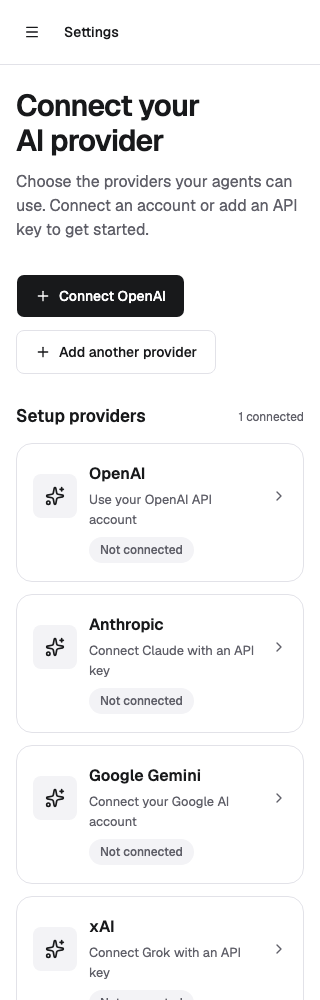 Settings
Connect your
AI provider
Choose the providers your agents can
use. Connect an account or add an API
key to get started.
Connect OpenAI
Add another provider
Setup providers
1 connected
OpenAI
Use your OpenAI API
account
Not connected
Anthropic
Connect Claude with an API
key
Not connected
Google Gemini
Connect your Google AI
account
Not connected
xAI
Connect Grok with an API
key